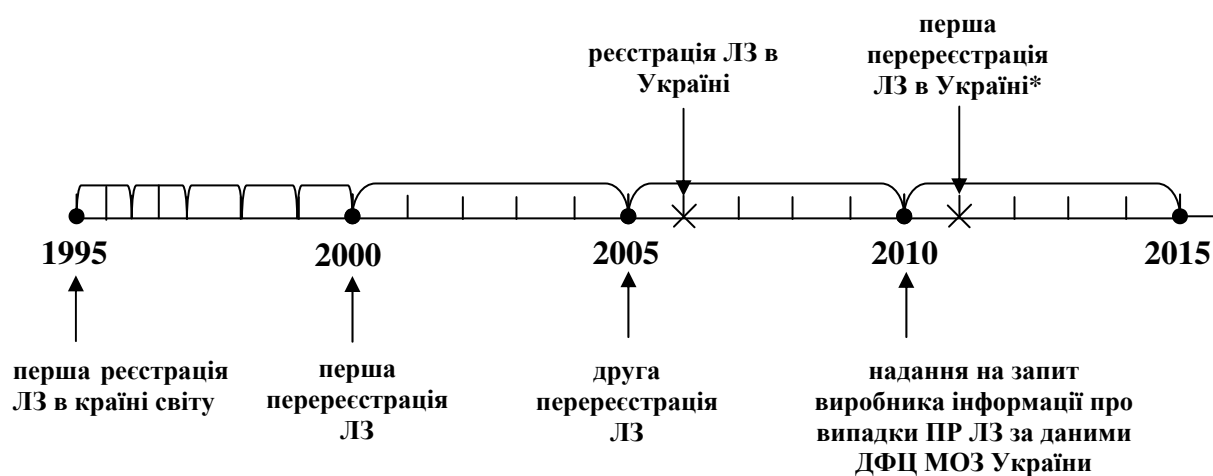 реєстрація ЛЗ в
Україні
перша
перереєстрація
ЛЗ в Україні*
1995
2000
2005
2010
2015
перша реєстрація
ЛЗ в країні світу
перша
перереєстрація
ЛЗ
друга
перереєстрація
ЛЗ
надання на запит
виробника інформації про
випадки ПР ЛЗ за даними
ДФЦ МОЗ України